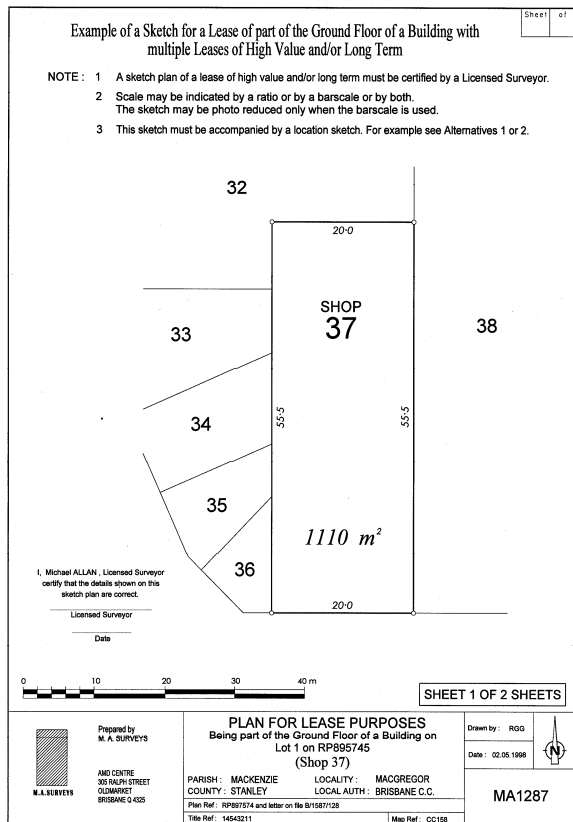 Sheet of
Example of a Sketch for a Lease of part of the Ground Floor of a Building with
multiple Leases of High Value and/or Long Term
NOTE : 1 A sketch plan of a lease of high value and/or long term must be certified by a Licensed Surveyor.
2 Scale may be indicated by a ratio or by a barscale or by both.
The sketch may be photo reduced only when the barscale is used.
3 This sketch must be accompanied by a location sketch. For example see Alternatives 1 or 2.
32
20·0
SHOP
37
33
38
34
55·5
55·5
35
1110 m²
36
20·0
I, Michael ALLAN , Licensed Surveyor
certify that the details shown on this
sketch plan are correct.
Licensed Surveyor
Date
0 10 20 30 40 m
SHEET 1 OF 2 SHEETS
M.A.SURVEYS
Prepared by
M. A. SURVEYS
AMD CENTRE
305 RALPH STREET
OLDMARKET
BRISBANE Q 4325
PLAN FOR LEASE PURPOSES
Being part of the Ground Floor of a Building on
Lot 1 on RP895745
(Shop 37)
PARISH : MACKENZIE LOCALITY : MACGREGOR
COUNTY : STANLEY LOCAL AUTH : BRISBANE C.C.
Plan Ref : RP897574 and letter on file B/1587/128
Title Ref : 14543211 Map Ref : CC158
Drawn by : RGG
Date : 02.05.1998
N
MA1287